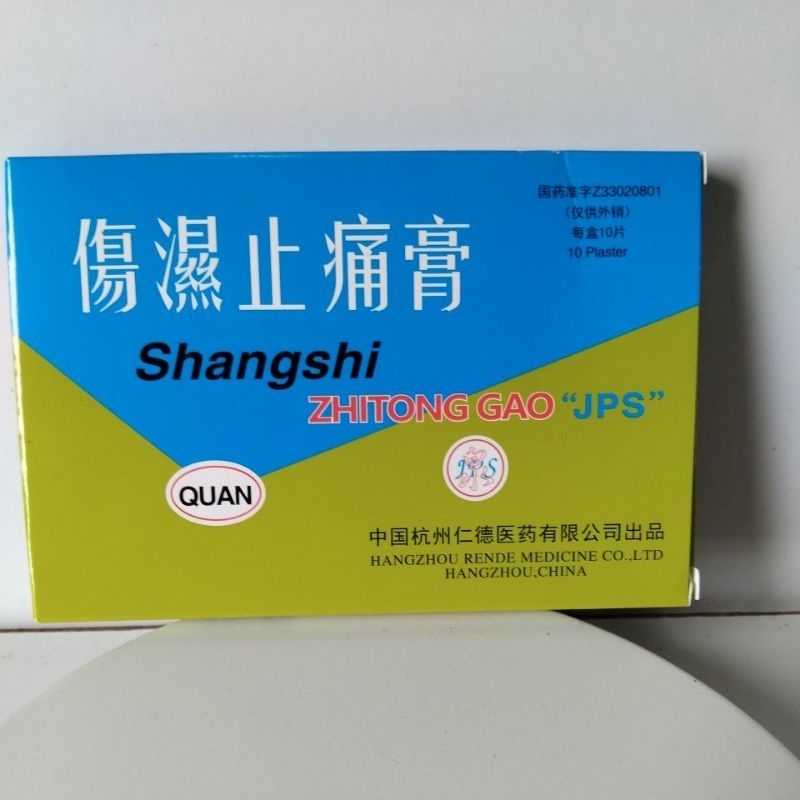 国药准字Z33020801
（仅供外销）
每盒10片
10 Plaster
傷濕止痛膏
Shangshi
ZHITONG GAO “JPS”
QUAN
JPS
中国杭州仁德医药有限公司出品
HANGZHOU RENDE MEDICINE CO.,LTD
HANGZHOU,CHINA